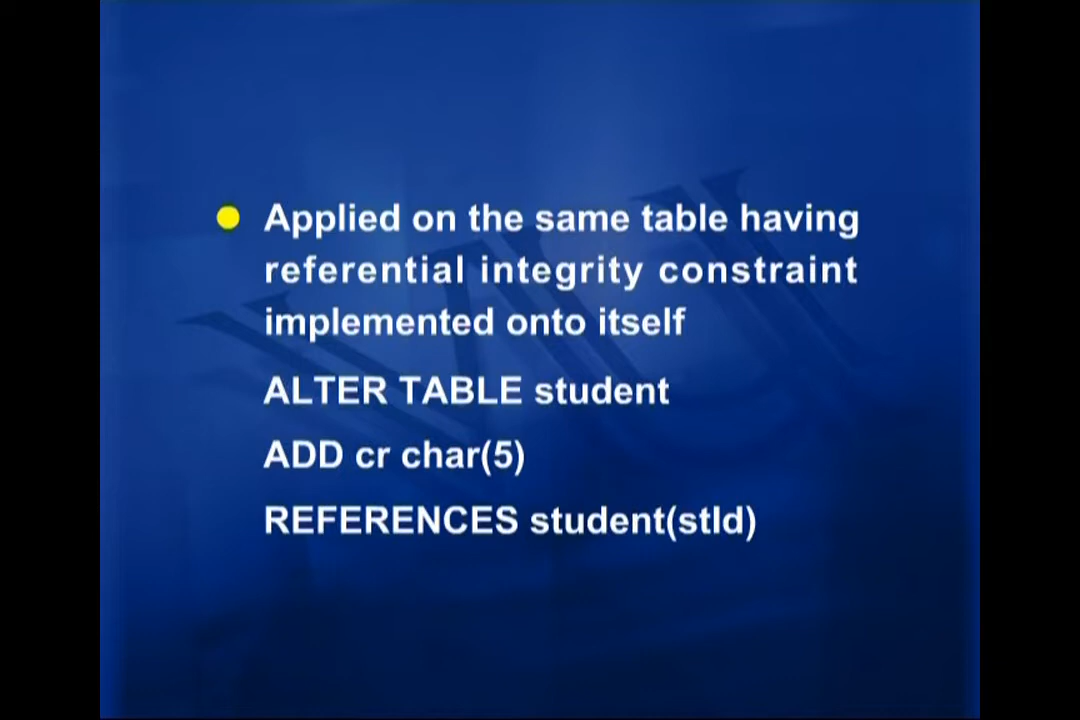 Applied on the same table having
referential integrity constraint
implemented onto itself
ALTER TABLE student
ADD cr char(5)
REFERENCES student(stId)